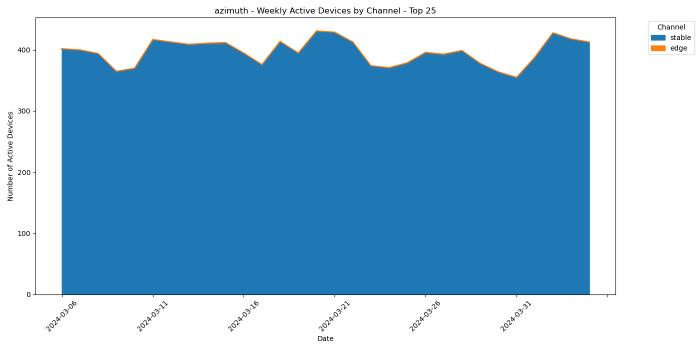 azimuth - Weekly Active Devices by Channel - Top 25
Channel
stable
edge
Number of Active Devices
400
300
200
100
0
2024-03-06
2024-03-11
2024-03-16
2024-03-21
2024-03-26
2024-03-31
Date